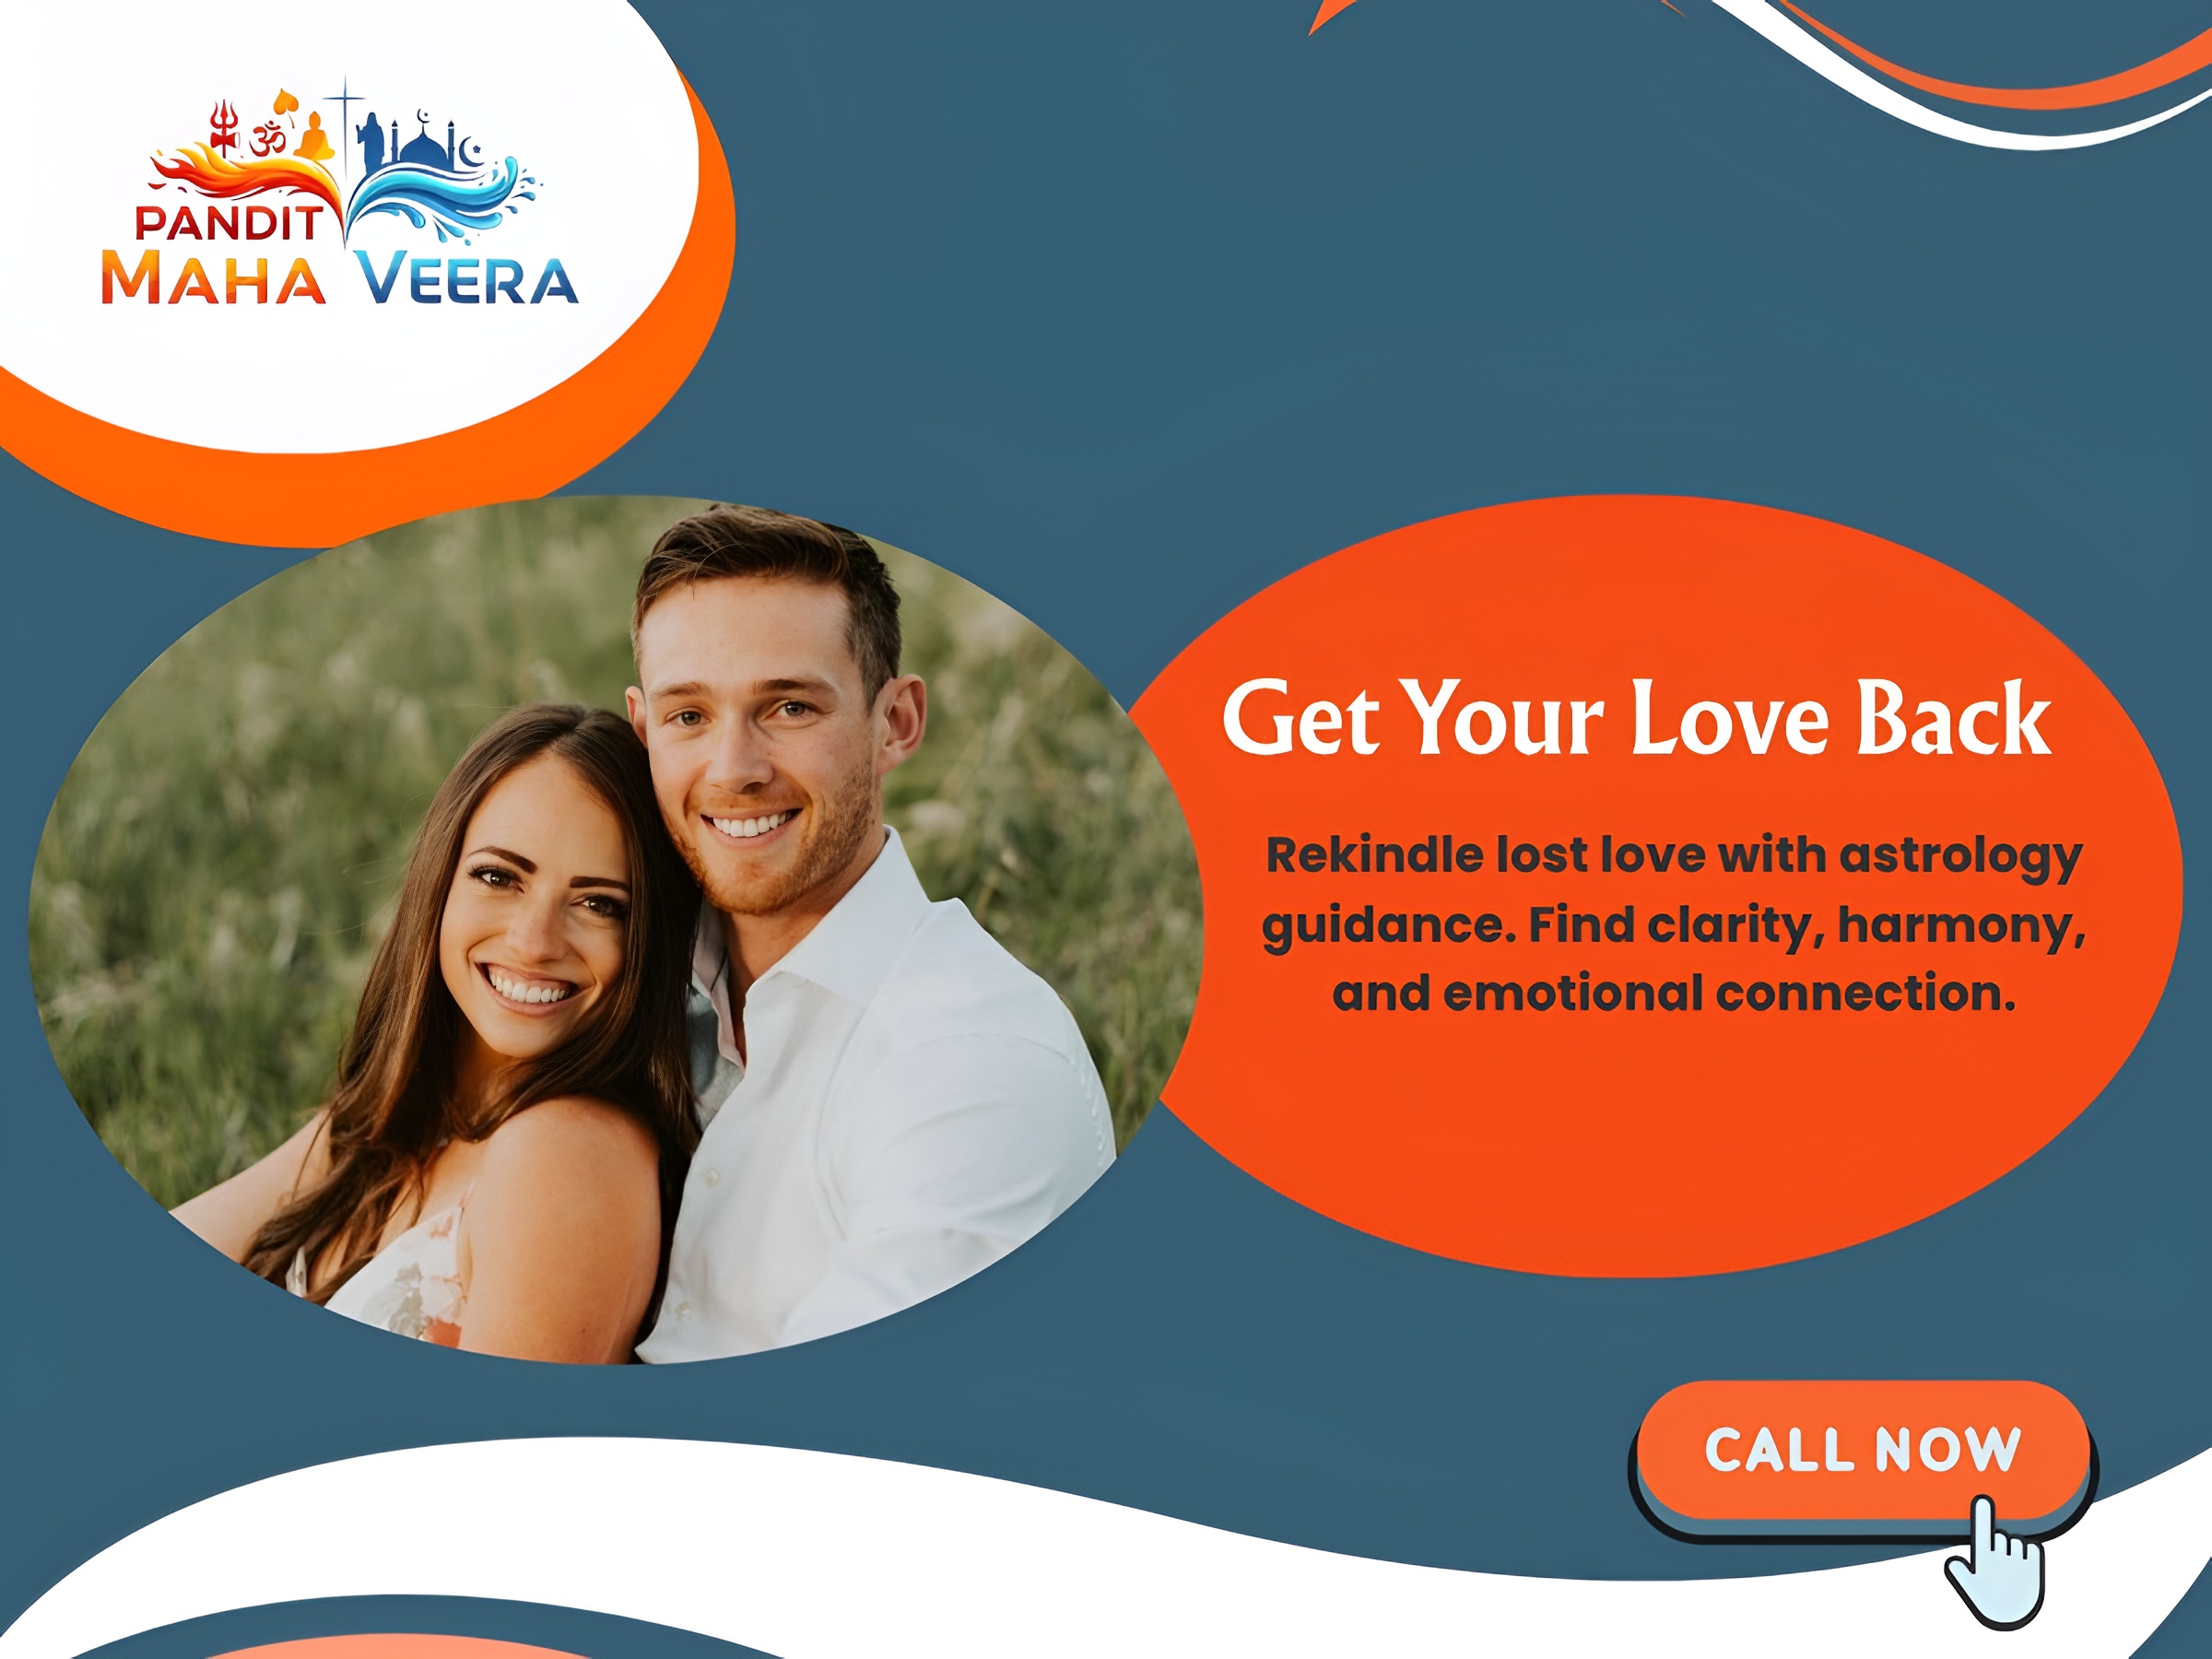 PANDIT
MAHA VEERA
Get Your Love Back
Rekindle lost love with astrology
guidance. Find clarity, harmony,
and emotional connection.
CALL NOW